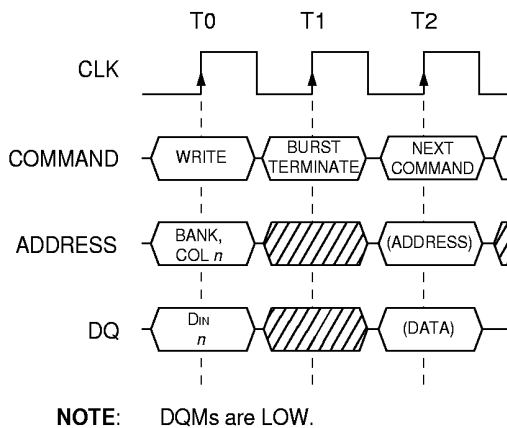 T0 T1 T2
CLK
COMMAND WRITE BURST TERMINATE NEXT COMMAND
ADDRESS BANK, COL n (ADDRESS)
DQ DIN n (DATA)
NOTE: DQMs are LOW.